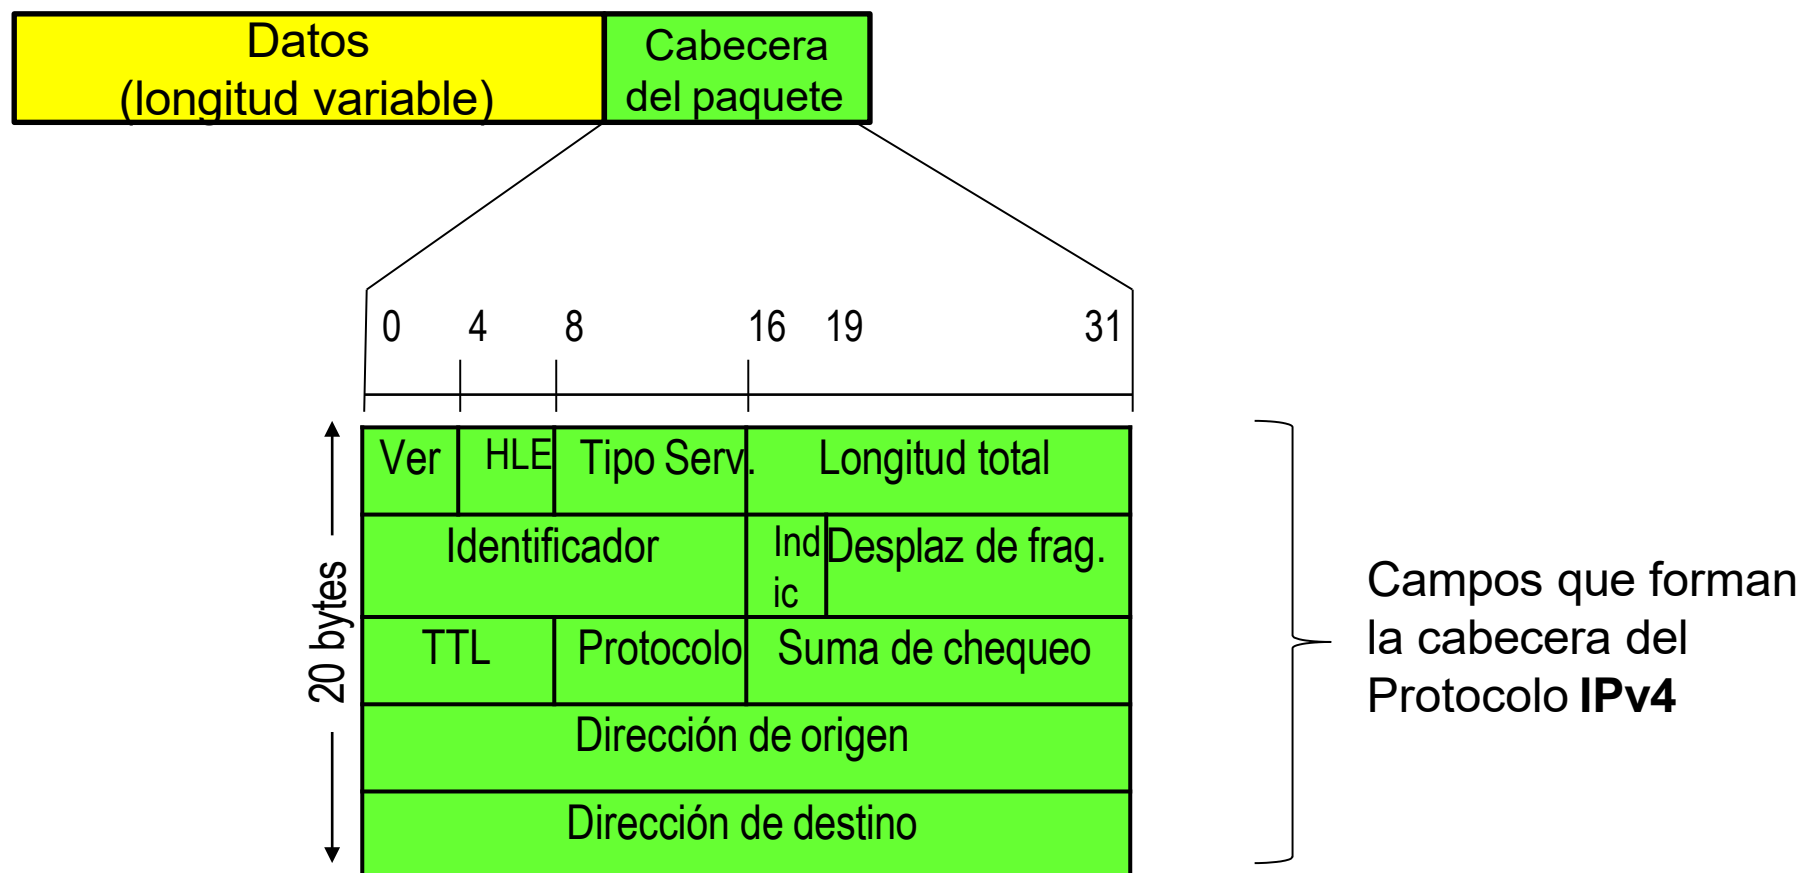 Datos
(longitud variable)
Cabecera
del paquete
0 4 8 16 19 31
Ver HLE Tipo Serv. Longitud total
Identificador Ind
ic Desplaz de frag.
TTL Protocolo Suma de chequeo
Dirección de origen
Dirección de destino
20 bytes
Campos que forman
la cabecera del
Protocolo IPv4